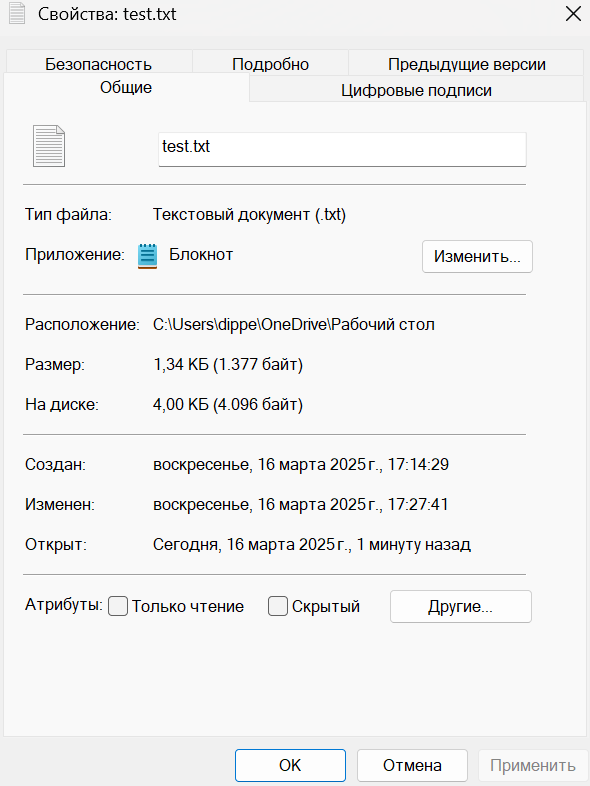 Свойства: test.txt
Безопасность Подробно Предыдущие версии
Общие Цифровые подписи
test.txt
Тип файла: Текстовый документ (.txt)
Приложение: Блокнот Изменить...
Расположение: C:\Users\dippe\OneDrive\Рабочий стол
Размер: 1,34 КБ (1.377 байт)
На диске: 4,00 КБ (4.096 байт)
Создан: воскресенье, 16 марта 2025 г., 17:14:29
Изменен: воскресенье, 16 марта 2025 г., 17:27:41
Открыт: Сегодня, 16 марта 2025 г., 1 минуту назад
Атрибуты: Только чтение Скрытый Другие...
OK Отмена Применить